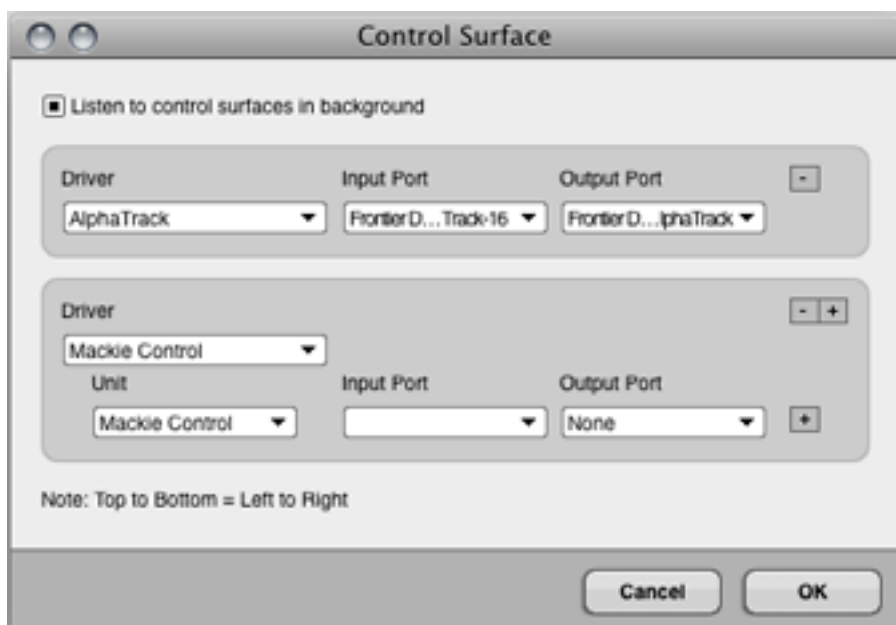 Control Surface
Listen to control surfaces in background
Driver Input Port Output Port -
AlphaTrack Frontier D...Track-16 Frontier D...lphaTrack
Driver - +
Mackie Control
Unit Input Port Output Port
Mackie Control None +
Note: Top to Bottom = Left to Right
Cancel OK